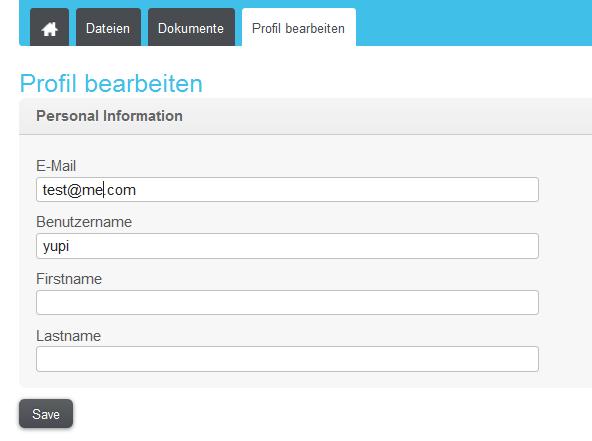 Dateien Dokumente Profil bearbeiten
Profil bearbeiten
Personal Information
E-Mail
test@me.com
Benutzername
yupi
Firstname
Lastname
Save